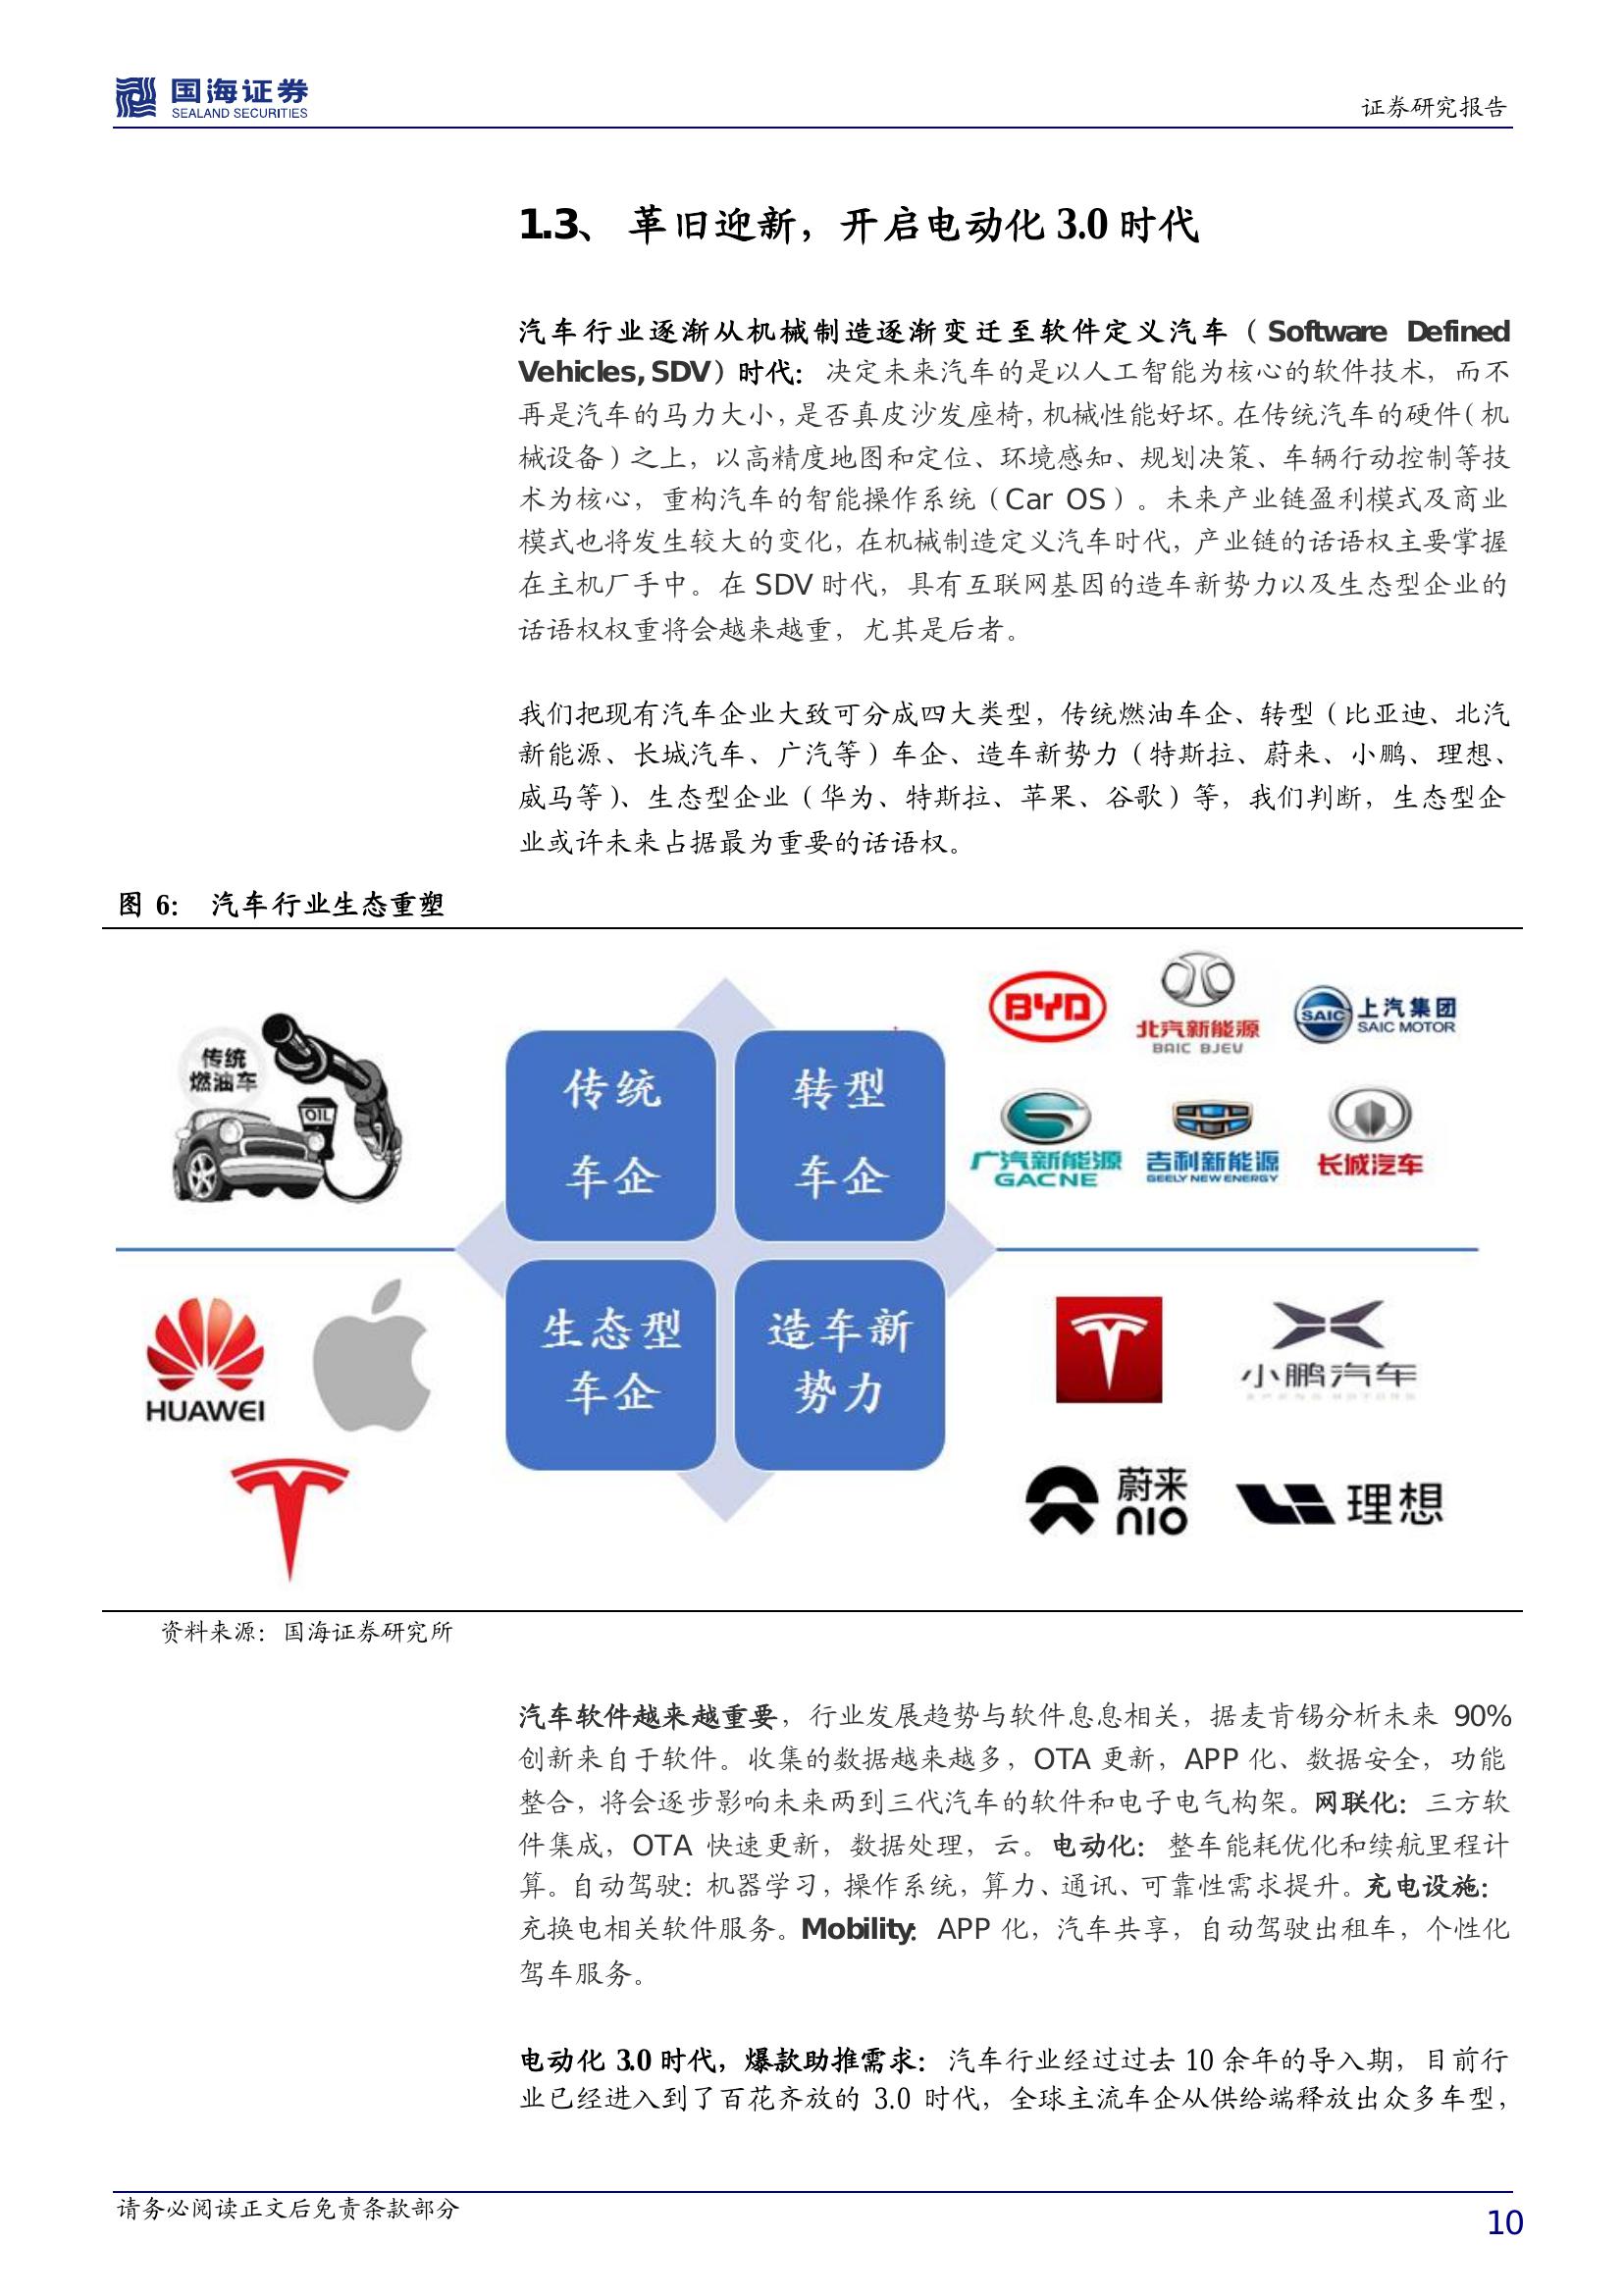 国海证券
SEALAND SECURITIES
证券研究报告
1.3、 革旧迎新，开启电动化 3.0 时代
汽车行业逐渐从机械制造逐渐变迁至软件定义汽车（Software Defined
Vehicles, SDV）时代：决定未来汽车的是以人工智能为核心的软件技术，而不
再是汽车的马力大小，是否真皮沙发座椅，机械性能好坏。在传统汽车的硬件（机
械设备）之上，以高精度地图和定位、环境感知、规划决策、车辆行动控制等技
术为核心，重构汽车的智能操作系统（Car OS）。未来产业链盈利模式及商业
模式也将发生较大的变化，在机械制造定义汽车时代，产业链的话语权主要掌握
在主机厂手中。在 SDV 时代，具有互联网基因的造车新势力以及生态型企业的
话语权权重将会越来越重，尤其是后者。
我们把现有汽车企业大致可分成四大类型，传统燃油车企、转型（比亚迪、北汽
新能源、长城汽车、广汽等）车企、造车新势力（特斯拉、蔚来、小鹏、理想、
威马等）、生态型企业（华为、特斯拉、苹果、谷歌）等，我们判断，生态型企
业或许未来占据最为重要的话语权。
图 6： 汽车行业生态重塑
传统
燃油车
OIL
传统
车企
转型
车企
BYD
北汽新能源
BAIC BJEV
SAIC
上汽集团
SAIC MOTOR
广汽新能源
GACNE
吉利新能源
GEELY NEW ENERGY
长城汽车
HUAWEI
生态型
车企
造车新
势力
小鹏汽车
XPENG MOTORS
蔚来
NIO
理想
资料来源：国海证券研究所
汽车软件越来越重要，行业发展趋势与软件息息相关，据麦肯锡分析未来 90%
创新来自于软件。收集的数据越来越多，OTA 更新，APP 化、数据安全，功能
整合，将会逐步影响未来两到三代汽车的软件和电子电气构架。网联化：三方软
件集成，OTA 快速更新，数据处理，云。电动化：整车能耗优化和续航里程计
算。自动驾驶：机器学习，操作系统，算力、通讯、可靠性需求提升。充电设施：
充换电相关软件服务。Mobility：APP 化，汽车共享，自动驾驶出租车，个性化
驾车服务。
电动化 3.0 时代，爆款助推需求：汽车行业经过过去 10 余年的导入期，目前行
业已经进入到了百花齐放的 3.0 时代，全球主流车企从供给端释放出众多车型，
请务必阅读正文后免责条款部分
10